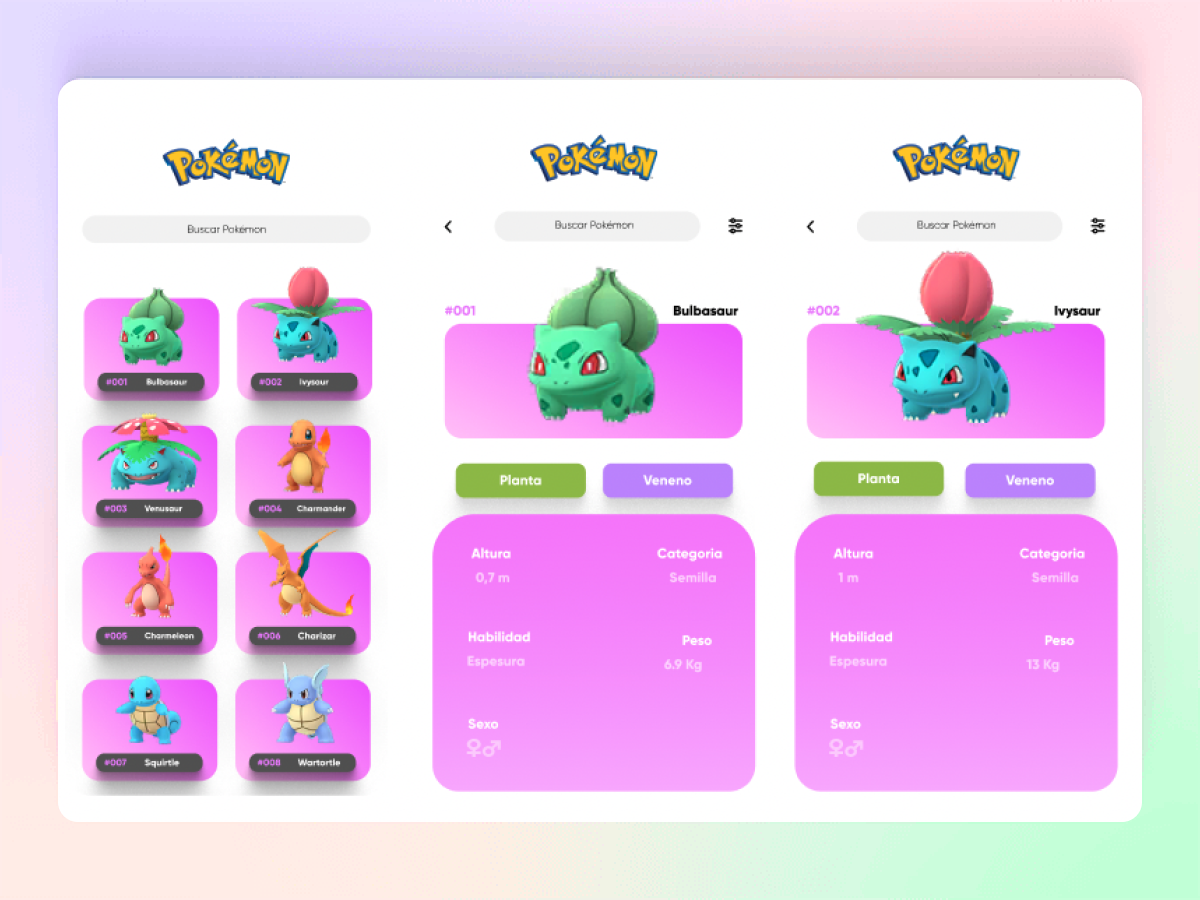 POKéMON
Buscar Pokémon
#001 Bulbasaur
#002 Ivysaur
#003 Venusaur
#004 Charmander
#005 Charmeleon
#006 Charizar
#007 Squirtle
#008 Wartortle
POKéMON
Buscar Pokémon
#001 Bulbasaur
Planta Veneno
Altura Categoria
0,7 m Semilla
Habilidad Peso
Espesura 6.9 Kg
Sexo
♀♂
POKéMON
Buscar Pokémon
#002 Ivysaur
Planta Veneno
Altura Categoria
1 m Semilla
Habilidad Peso
Espesura 13 Kg
Sexo
♀♂